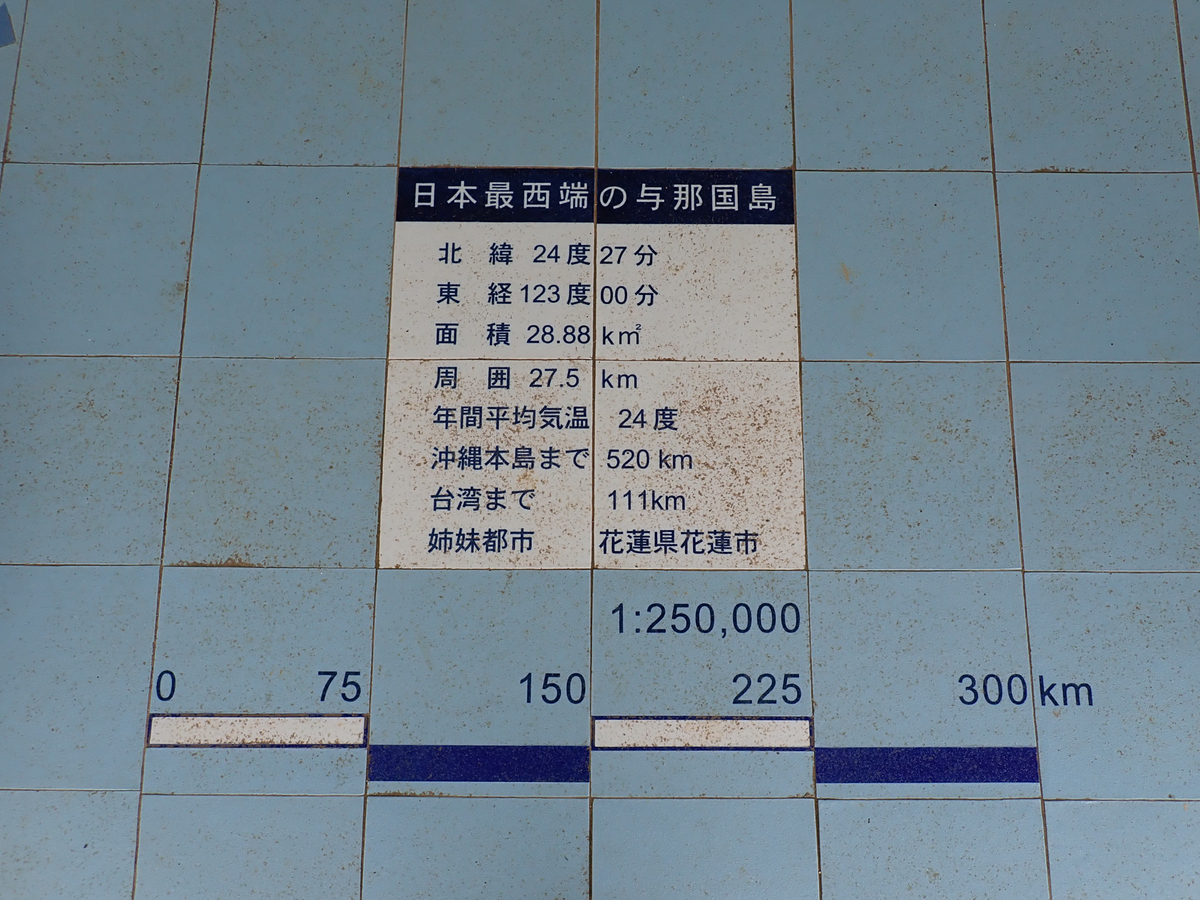 日本最西端の与那国島
北 緯 24度27分
東 経 123度00分
面 積 28.88 km²
周 囲 27.5 km
年間平均気温 24度
沖縄本島まで 520 km
台湾まで 111km
姉妹都市 花蓮県花蓮市
1:250,000
0 75 150 225 300 km